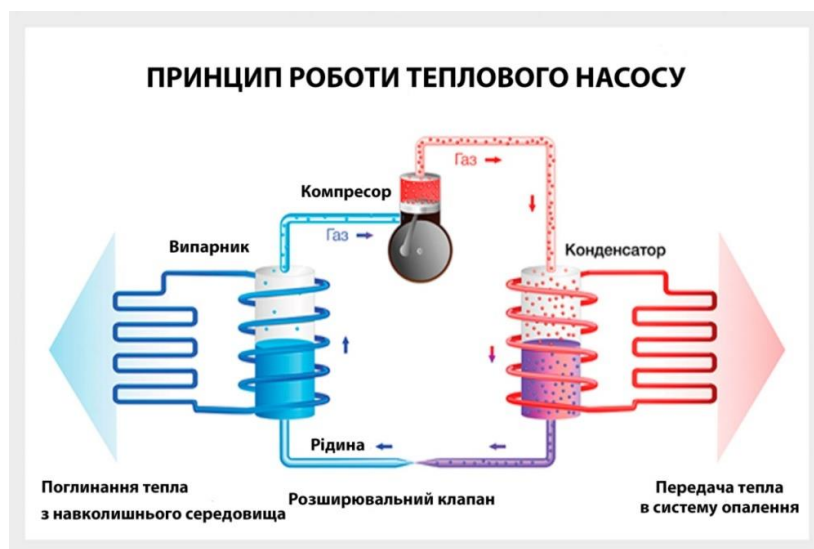 ПРИНЦИП РОБОТИ ТЕПЛОВОГО НАСОСУ
Газ
Компресор
Газ
Випарник
Конденсатор
Рідина
Розширювальний клапан
Поглинання тепла
з навколишнього середовища
Передача тепла
в систему опалення